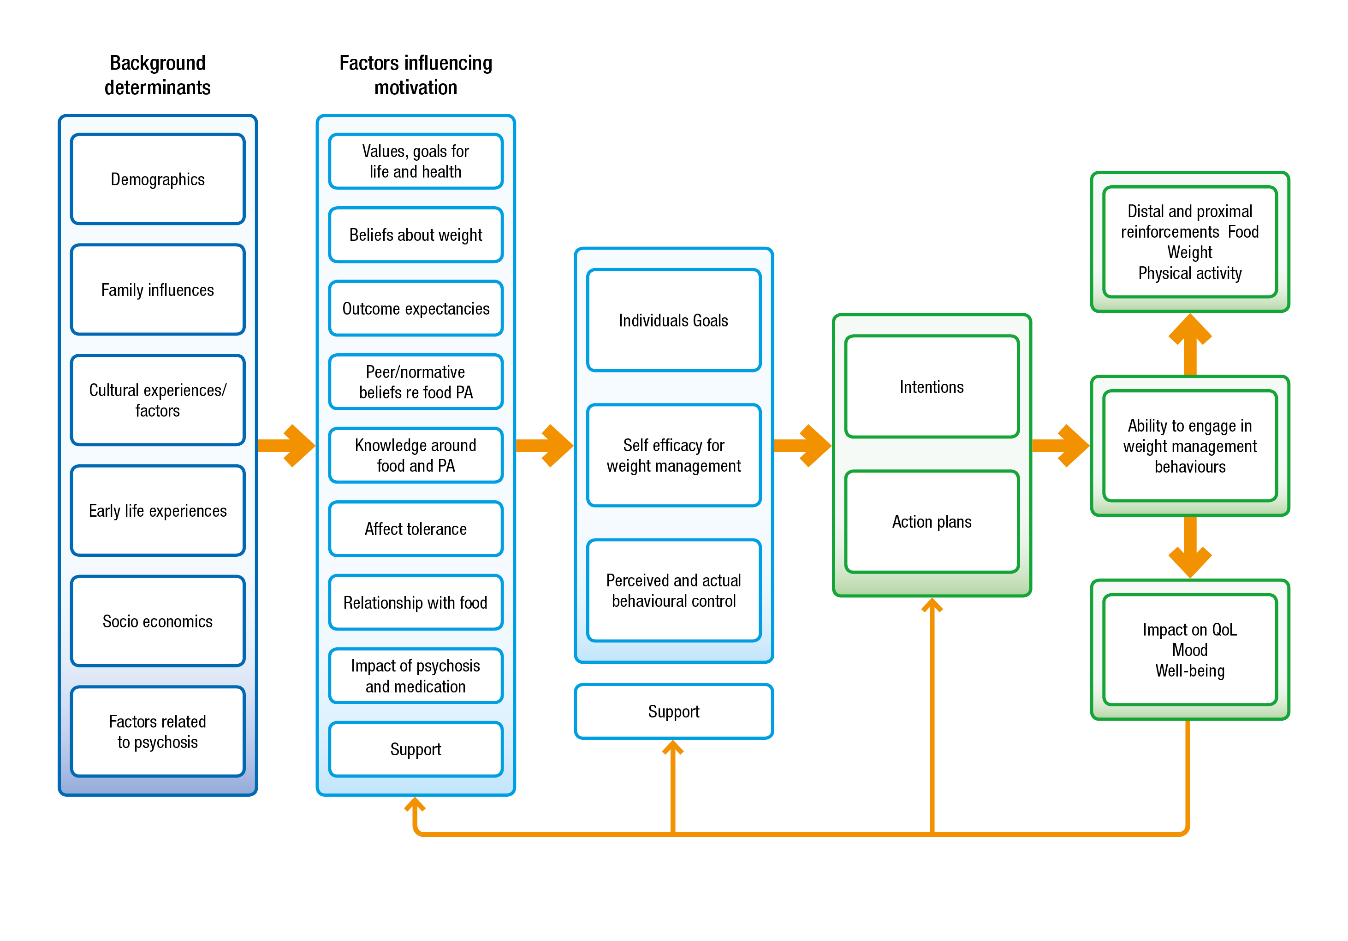 Background
determinants
Demographics
Family influences
Cultural experiences/
factors
Early life experiences
Socio economics
Factors related
to psychosis
Factors influencing
motivation
Values, goals for
life and health
Beliefs about weight
Outcome expectancies
Peer/normative
beliefs re food PA
Knowledge around
food and PA
Affect tolerance
Relationship with food
Impact of psychosis
and medication
Support
Individuals Goals
Self efficacy for
weight management
Perceived and actual
behavioural control
Support
Intentions
Action plans
Distal and proximal
reinforcements Food
Weight
Physical activity
Ability to engage in
weight management
behaviours
Impact on QoL
Mood
Well-being